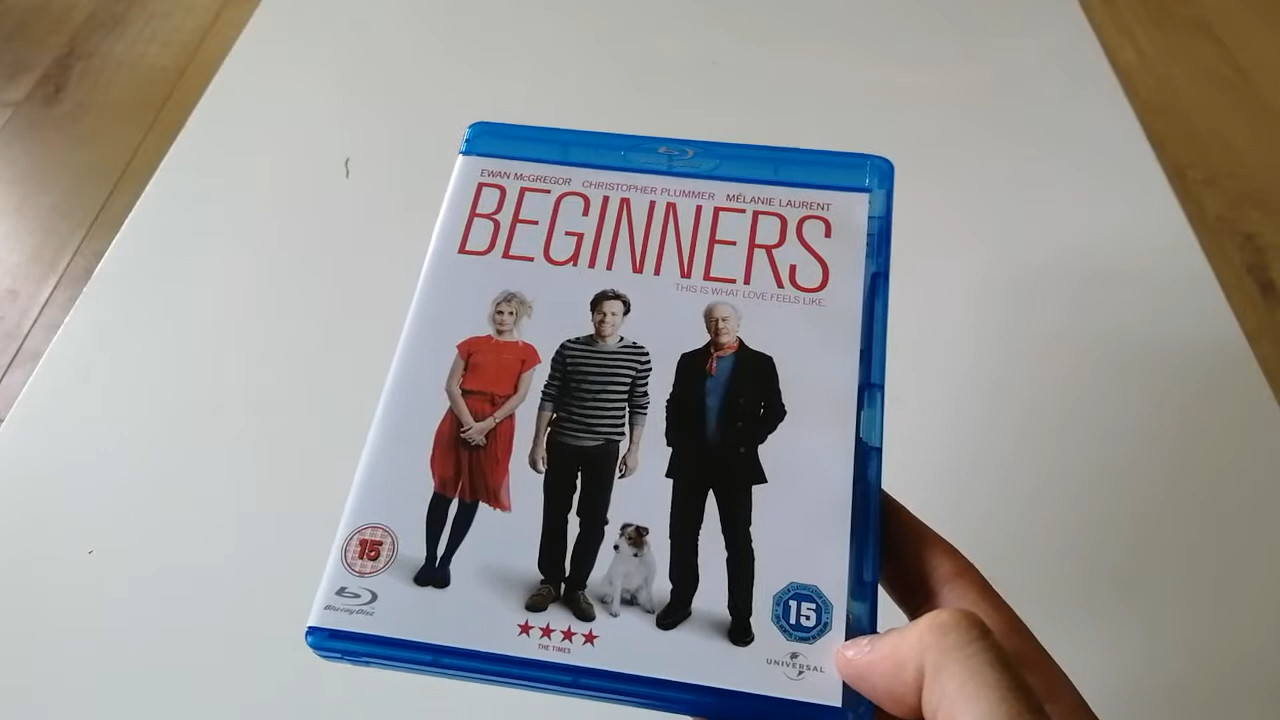 EWAN McGREGOR CHRISTOPHER PLUMMER MÉLANIE LAURENT
BEGINNERS
THIS IS WHAT LOVE FEELS LIKE.
15
Blu-ray Disc
★★★★
THE TIMES
15
UNIVERSAL